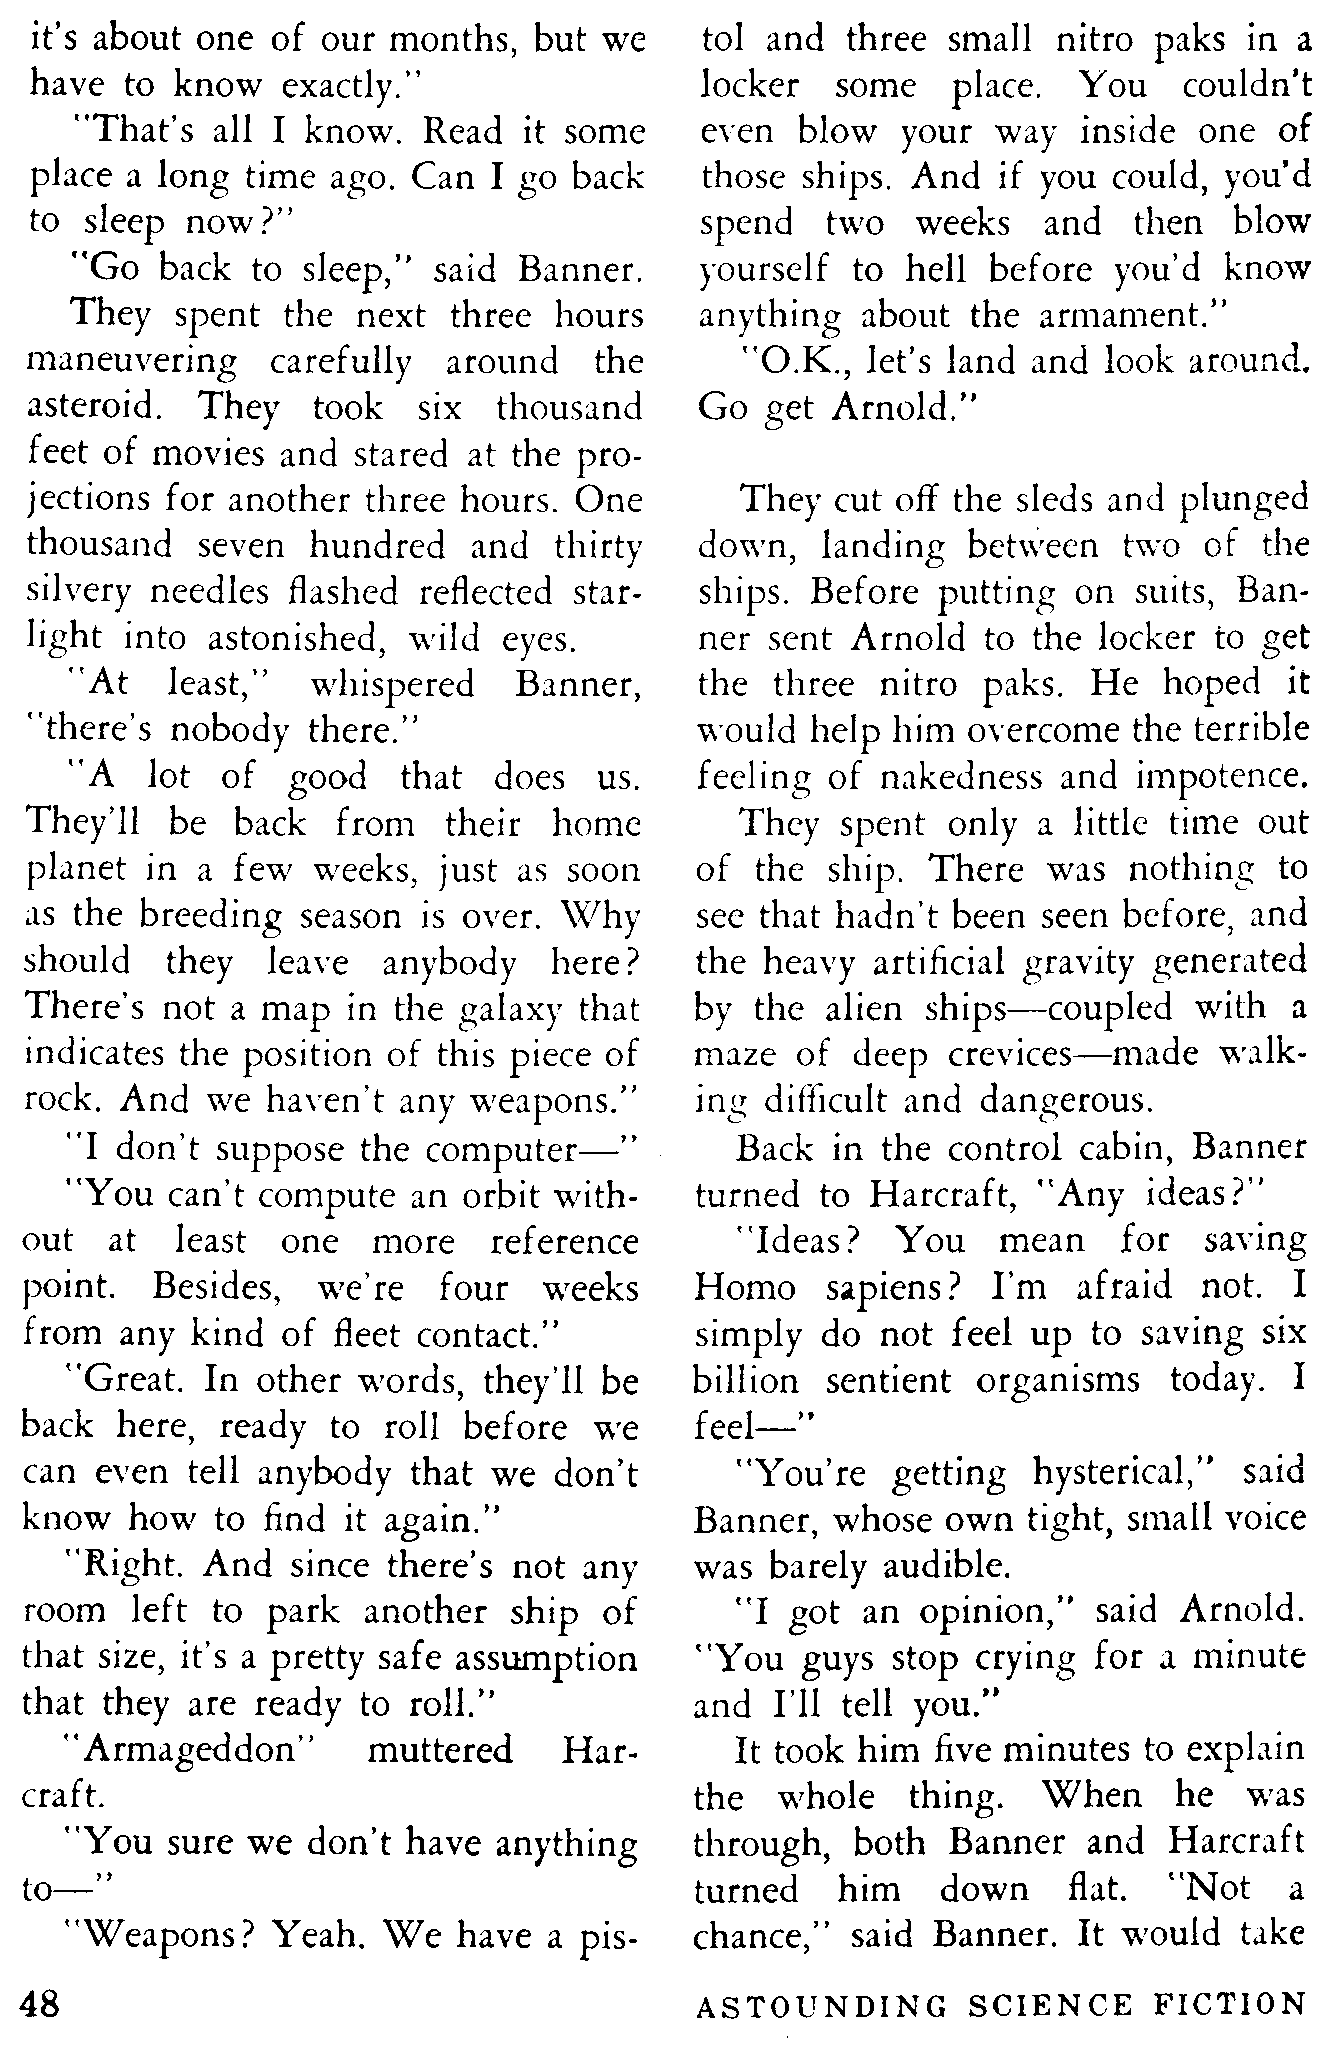 it's about one of our months, but we
have to know exactly."
"That's all I know. Read it some
place a long time ago. Can I go back
to sleep now?"
"Go back to sleep," said Banner.
They spent the next three hours
maneuvering carefully around the
asteroid. They took six thousand
feet of movies and stared at the pro-
jections for another three hours. One
thousand seven hundred and thirty
silvery needles flashed reflected star-
light into astonished, wild eyes.
"At least," whispered Banner,
"there's nobody there."
"A lot of good that does us.
They'll be back from their home
planet in a few weeks, just as soon
as the breeding season is over. Why
should they leave anybody here?
There's not a map in the galaxy that
indicates the position of this piece of
rock. And we haven't any weapons."
"I don't suppose the computer—"
"You can't compute an orbit with-
out at least one more reference
point. Besides, we're four weeks
from any kind of fleet contact."
"Great. In other words, they'll be
back here, ready to roll before we
can even tell anybody that we don't
know how to find it again."
"Right. And since there's not any
room left to park another ship of
that size, it's a pretty safe assumption
that they are ready to roll."
"Armageddon" muttered Har-
craft.
"You sure we don't have anything
to—"
"Weapons? Yeah. We have a pis-
tol and three small nitro paks in a
locker some place. You couldn't
even blow your way inside one of
those ships. And if you could, you'd
spend two weeks and then blow
yourself to hell before you'd know
anything about the armament."
"O.K., let's land and look around.
Go get Arnold."
They cut off the sleds and plunged
down, landing between two of the
ships. Before putting on suits, Ban-
ner sent Arnold to the locker to get
the three nitro paks. He hoped it
would help him overcome the terrible
feeling of nakedness and impotence.
They spent only a little time out
of the ship. There was nothing to
see that hadn't been seen before, and
the heavy artificial gravity generated
by the alien ships—coupled with a
maze of deep crevices—made walk-
ing difficult and dangerous.
Back in the control cabin, Banner
turned to Harcraft, "Any ideas?"
"Ideas? You mean for saving
Homo sapiens? I'm afraid not. I
simply do not feel up to saving six
billion sentient organisms today. I
feel—"
"You're getting hysterical," said
Banner, whose own tight, small voice
was barely audible.
"I got an opinion," said Arnold.
"You guys stop crying for a minute
and I'll tell you."
It took him five minutes to explain
the whole thing. When he was
through, both Banner and Harcraft
turned him down flat. "Not a
chance," said Banner. It would take
48
ASTOUNDING SCIENCE FICTION